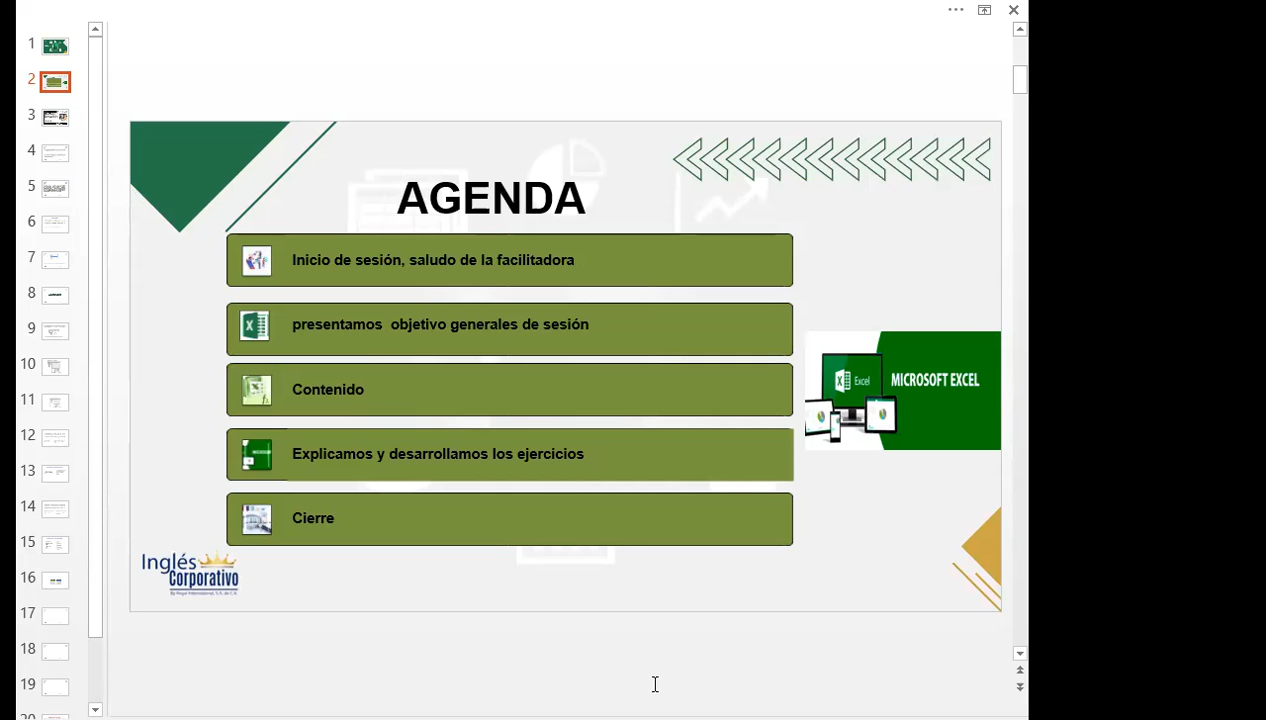 1
2
3
4
5
6
7
8
9
10
11
12
13
14
15
16
17
18
19
AGENDA
Inicio de sesión, saludo de la facilitadora
presentamos  objetivo generales de sesión
Contenido
Explicamos y desarrollamos los ejercicios
Cierre
Excel
MICROSOFT EXCEL
Inglés
Corporativo